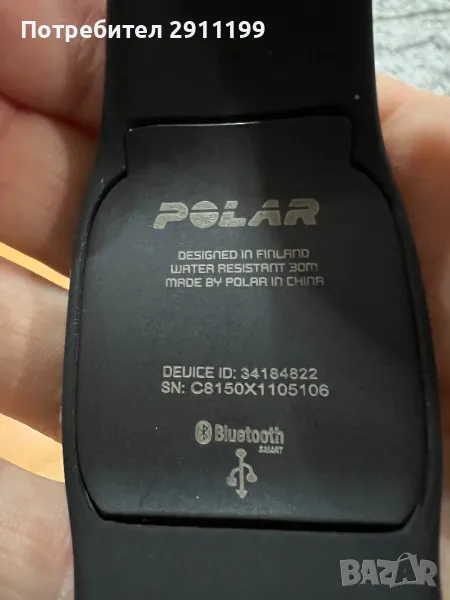 Потребител 2911199
POLAR
DESIGNED IN FINLAND
WATER RESISTANT 30M
MADE BY POLAR IN CHINA
DEVICE ID: 34184822
SN: C8150X1105106
Bluetooth
SMART
BAZAR